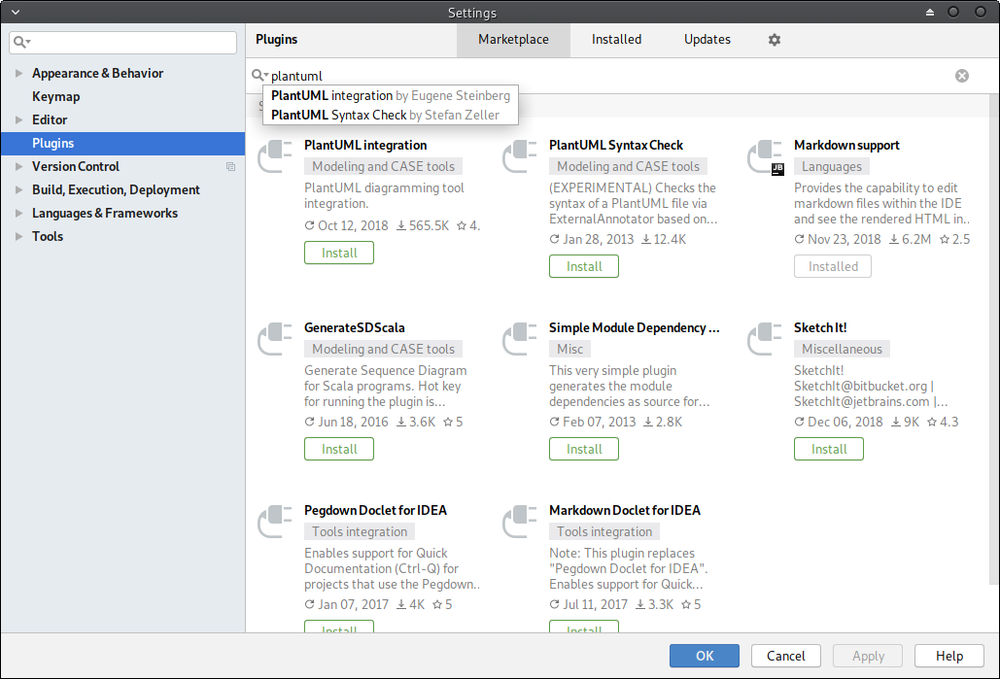 Settings
Plugins
Marketplace
Installed
Updates
Appearance & Behavior
Keymap
Editor
Plugins
Version Control
Build, Execution, Deployment
Languages & Frameworks
Tools
plantuml
PlantUML integration by Eugene Steinberg
PlantUML Syntax Check by Stefan Zeller
PlantUML integration
Modeling and CASE tools
PlantUML diagramming tool
integration.
Oct 12, 2018 565.5K 4.
Install
PlantUML Syntax Check
Modeling and CASE tools
(EXPERIMENTAL) Checks the
syntax of a PlantUML file via
ExternalAnnotator based on...
Jan 28, 2013 12.4K
Install
JB
Markdown support
Languages
Provides the capability to edit
markdown files within the IDE
and see the rendered HTML in..
Nov 23, 2018 6.2M 2.5
Installed
GenerateSDScala
Modeling and CASE tools
Generate Sequence Diagram
for Scala programs. Hot key
for running the plugin is...
Jun 18, 2016 3.6K 5
Install
Simple Module Dependency ...
Misc
This very simple plugin
generates the module
dependencies as source for...
Feb 07, 2013 2.8K
Install
Sketch It!
Miscellaneous
SketchIt!
SketchIt@bitbucket.org |
SketchIt@jetbrains.com |...
Dec 06, 2018 9K 4.3
Install
Pegdown Doclet for IDEA
Tools integration
Enables support for Quick
Documentation (Ctrl-Q) for
projects that use the Pegdown..
Jan 07, 2017 4K 5
Install
Markdown Doclet for IDEA
Tools integration
Note: This plugin replaces
"Pegdown Doclet for IDEA".
Enables support for Quick...
Jul 11, 2017 3.3K 5
Install
OK
Cancel
Apply
Help